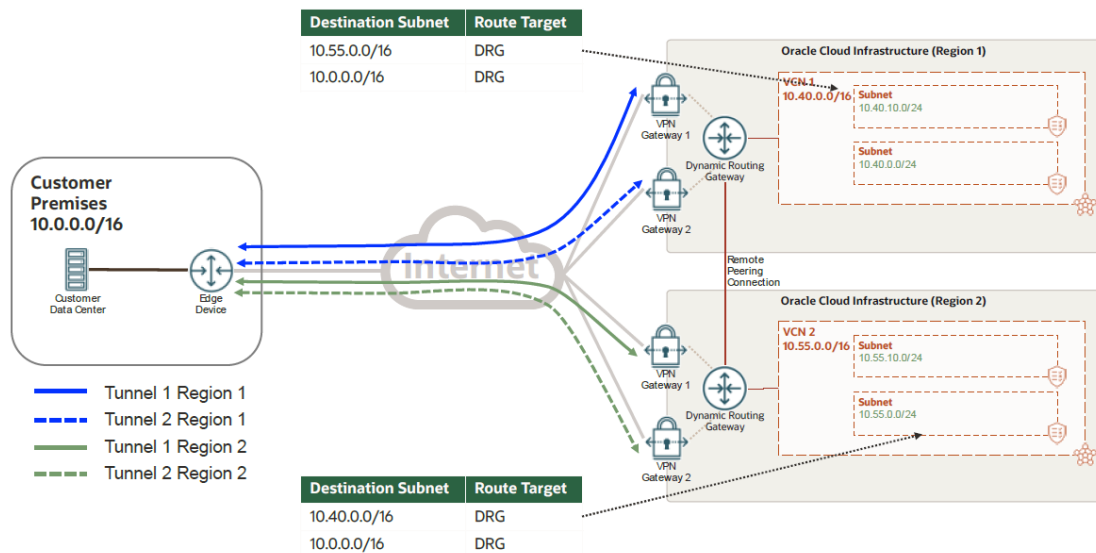 Destination Subnet Route Target
10.55.0.0/16 DRG
10.0.0.0/16 DRG
Oracle Cloud Infrastructure (Region 1)
VCN 1
10.40.0.0/16
Subnet
10.40.10.0/24
Subnet
10.40.0.0/24
VPN
Gateway 1
Dynamic Routing
Gateway
VPN
Gateway 2
Customer
Premises
10.0.0.0/16
Customer
Data Center
Edge
Device
Internet
Remote
Peering
Connection
Oracle Cloud Infrastructure (Region 2)
VCN 2
10.55.0.0/16
Subnet
10.55.10.0/24
Subnet
10.55.0.0/24
VPN
Gateway 1
Dynamic Routing
Gateway
VPN
Gateway 2
Tunnel 1 Region 1
Tunnel 2 Region 1
Tunnel 1 Region 2
Tunnel 2 Region 2
Destination Subnet Route Target
10.40.0.0/16 DRG
10.0.0.0/16 DRG